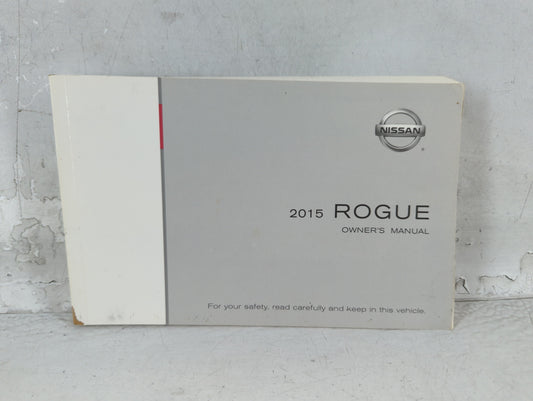 NISSAN
®
2015 ROGUE
OWNER'S MANUAL
For your safety, read carefully and keep in this vehicle.